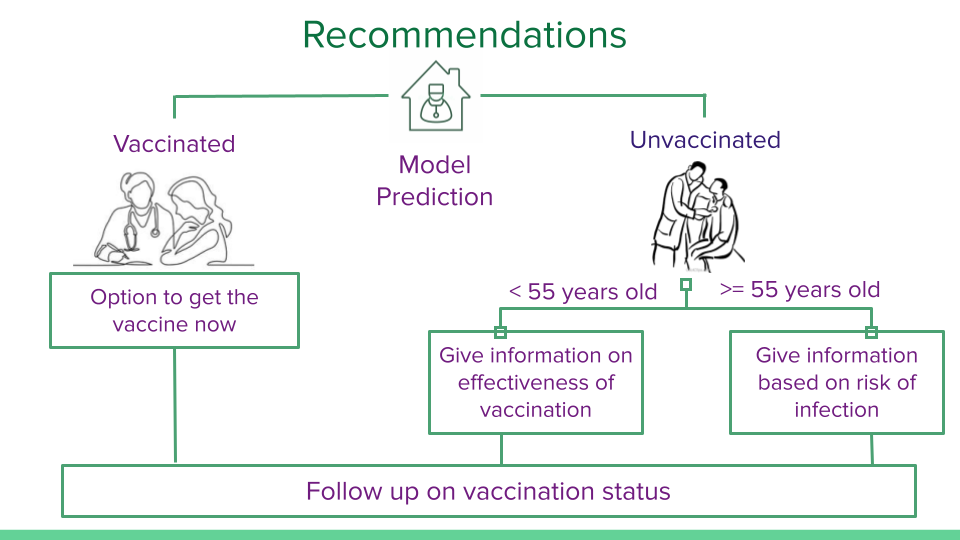 Recommendations
Vaccinated
Model
Prediction
Unvaccinated
Option to get the
vaccine now
< 55 years old
>= 55 years old
Give information on
effectiveness of
vaccination
Give information
based on risk of
infection
Follow up on vaccination status